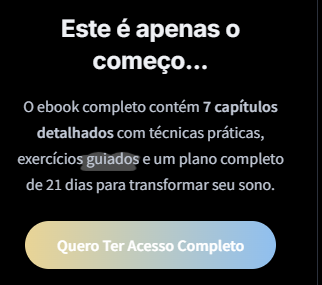 Este é apenas o
começo...
O ebook completo contém 7 capítulos
detalhados com técnicas práticas,
exercícios guiados e um plano completo
de 21 dias para transformar seu sono.
Quero Ter Acesso Completo